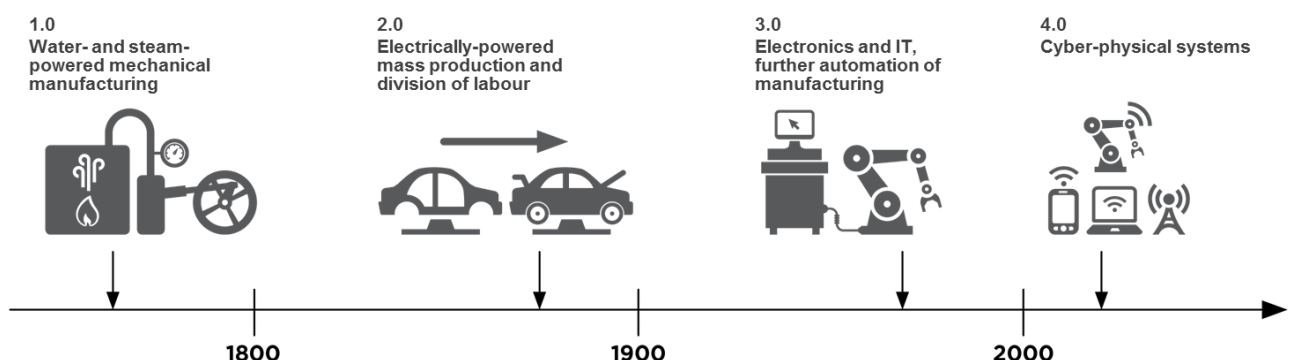 1.0
Water- and steam-
powered mechanical
manufacturing
2.0
Electrically-powered
mass production and
division of labour
3.0
Electronics and IT,
further automation of
manufacturing
4.0
Cyber-physical systems
1800
1900
2000